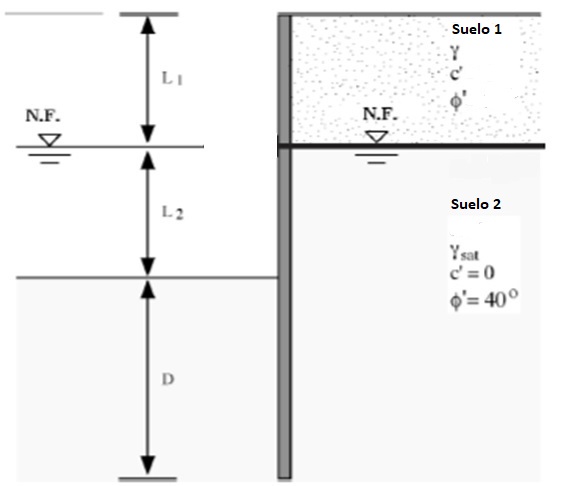 Suelo 1
γ
c'
ϕ'
L1
N.F.
N.F.
L2
Suelo 2
γsat
c' = 0
ϕ'= 40°
D